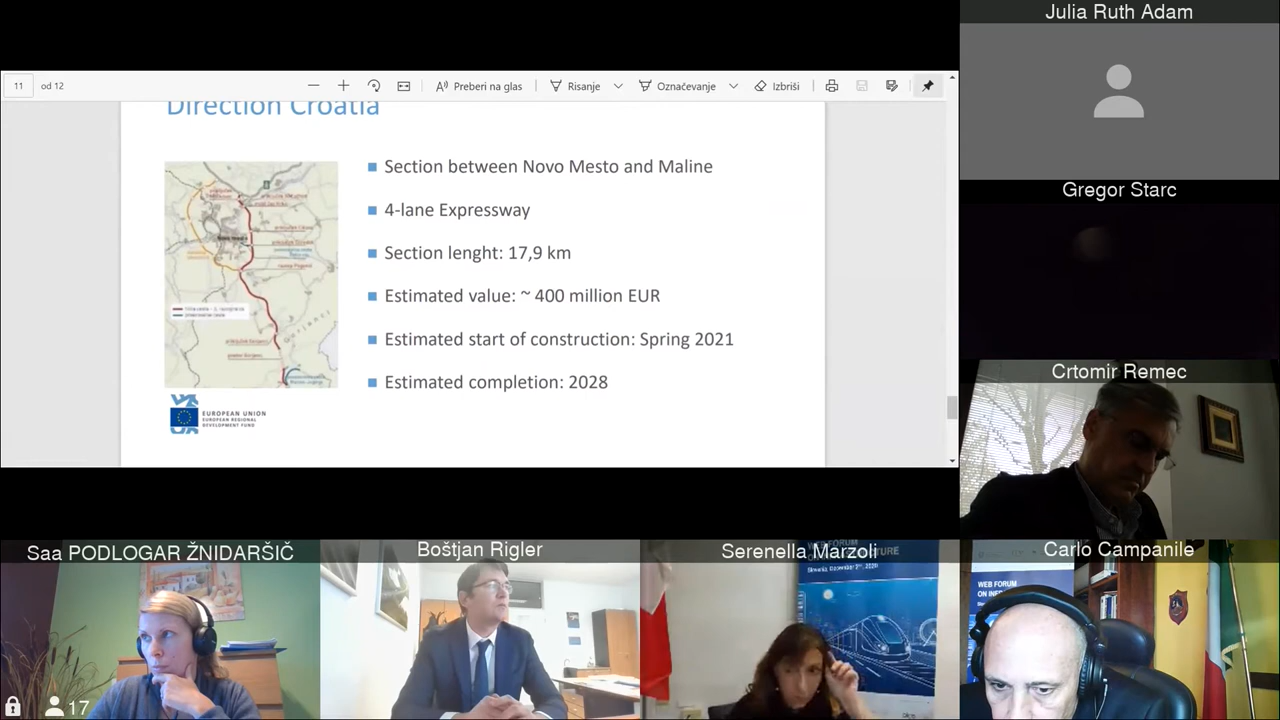 Julia Ruth Adam
11
od 12
Preberi na glas
Risanje
Označevanje
Izbriši
Direction Croatia
Section between Novo Mesto and Maline
4-lane Expressway
Section lenght: 17,9 km
Estimated value: ~ 400 million EUR
Estimated start of construction: Spring 2021
Estimated completion: 2028
EUROPEAN UNION
EUROPEAN REGIONAL
DEVELOPMENT FUND
Gregor Starc
Crtomir Remec
Saa PODLOGAR ŽNIDARŠIČ
17
Boštjan Rigler
Serenella Marzoli
Carlo Campanile
WEB FORUM